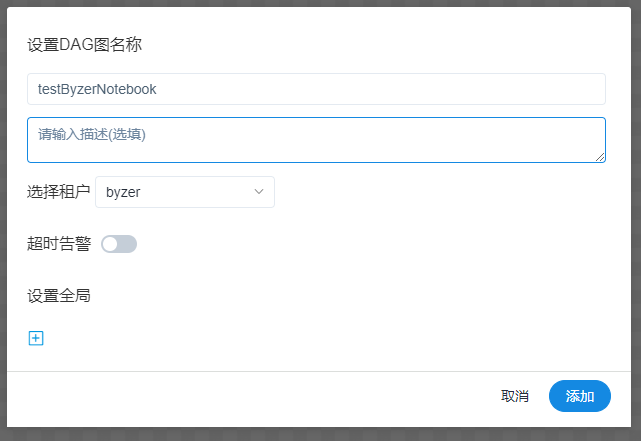 设置DAG图名称
testByzerNotebook
请输入描述(选填)
选择租户 byzer
超时告警
设置全局
取消 添加